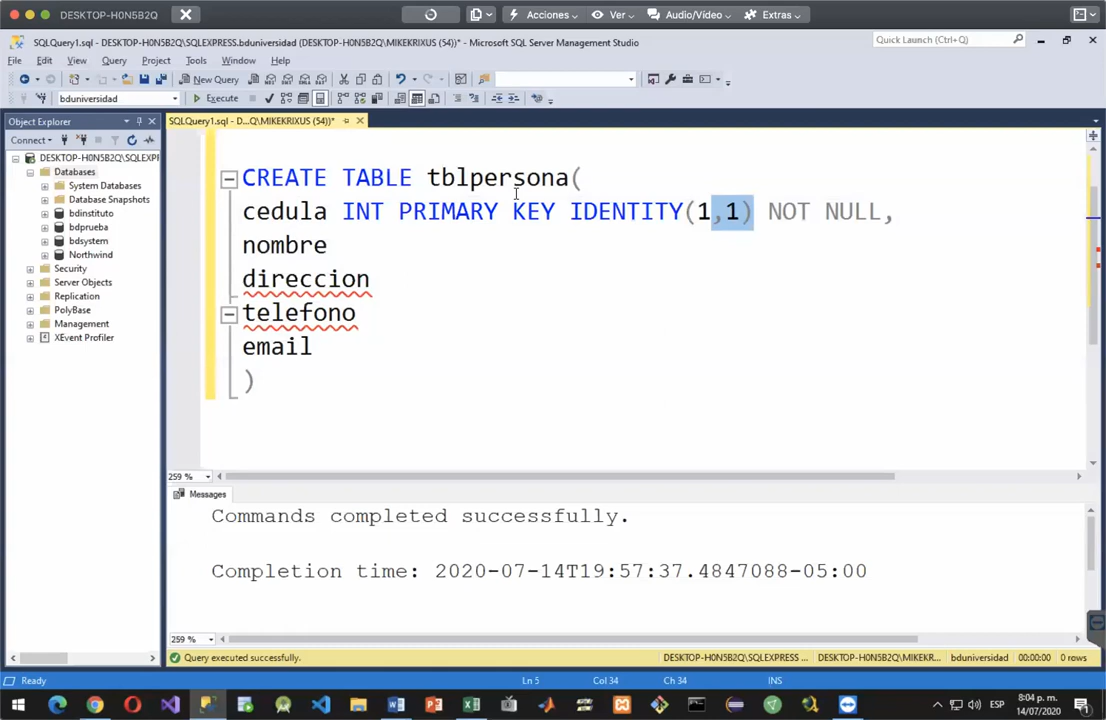 DESKTOP-H0N5B2Q
Acciones
Ver
Audio/Vídeo
Extras
SQLQuery1.sql - DESKTOP-H0N5B2Q\SQLEXPRESS.bduniversidad (DESKTOP-H0N5B2Q\MIKEKRIXUS (54))* - Microsoft SQL Server Management Studio
Quick Launch (Ctrl+Q)
File Edit View Query Project Tools Window Help
New Query
bduniversidad
Execute
Object Explorer
SQLQuery1.sql - D...Q\MIKEKRIXUS (54))*
Connect
DESKTOP-H0N5B2Q\SQLEXPR
Databases
System Databases
Database Snapshots
bdinstituto
bdprueba
bdsystem
Northwind
Security
Server Objects
Replication
PolyBase
Management
XEvent Profiler
CREATE TABLE tblpersona(
cedula INT PRIMARY KEY IDENTITY(1,1) NOT NULL,
nombre
direccion
telefono
email
)
259 %
Messages
Commands completed successfully.
Completion time: 2020-07-14T19:57:37.4847088-05:00
259 %
Query executed successfully.
DESKTOP-H0N5B2Q\SQLEXPRESS ...
DESKTOP-H0N5B2Q\MIKEKR...
bduniversidad
00:00:00
0 rows
Ready
Ln 5
Col 34
Ch 34
INS
ESP
8:04 p.m.
14/07/2020